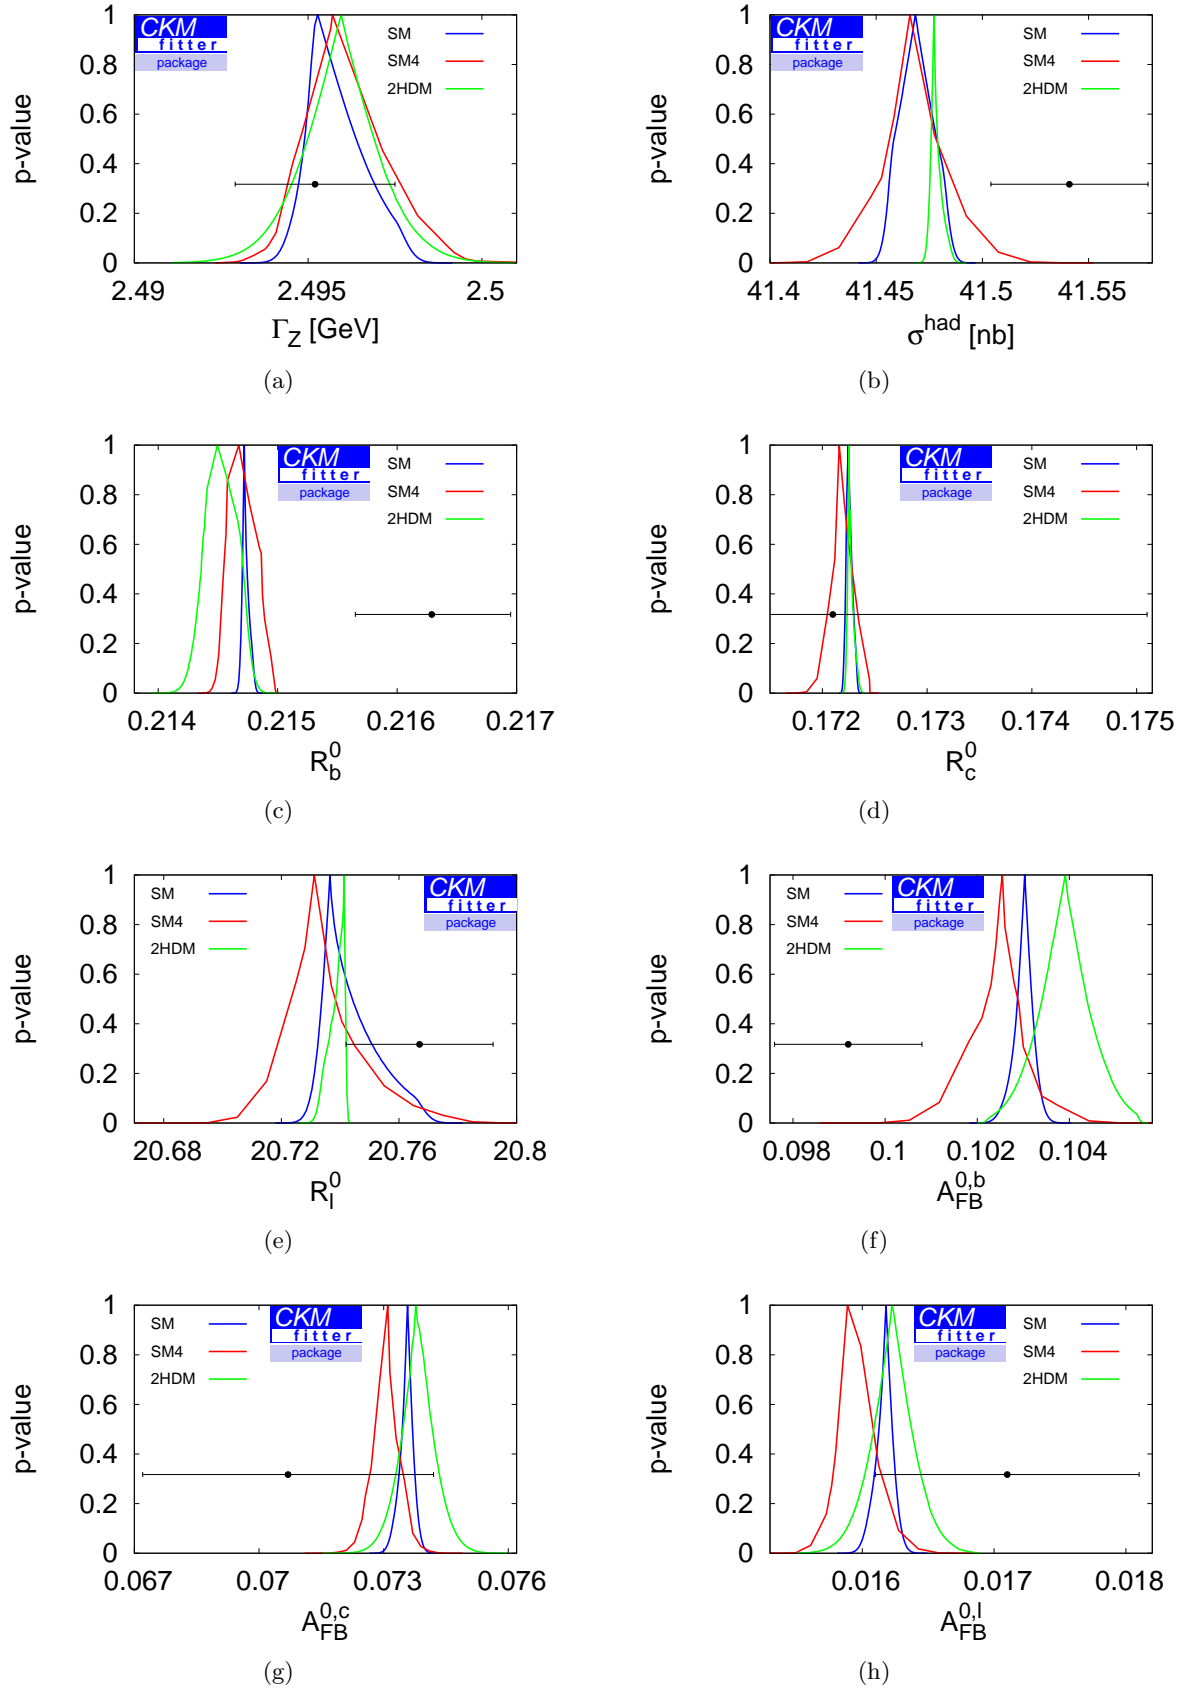 CKM
fitter
package
SM
SM4
2HDM
p-value
1
0.8
0.6
0.4
0.2
0
2.49
2.495
2.5
Γ_Z [GeV]
(a)
CKM
fitter
package
SM
SM4
2HDM
p-value
1
0.8
0.6
0.4
0.2
0
41.4
41.45
41.5
41.55
σ^had [nb]
(b)
CKM
fitter
package
SM
SM4
2HDM
p-value
1
0.8
0.6
0.4
0.2
0
0.214
0.215
0.216
0.217
R_b^0
(c)
CKM
fitter
package
SM
SM4
2HDM
p-value
1
0.8
0.6
0.4
0.2
0
0.172
0.173
0.174
0.175
R_c^0
(d)
SM
SM4
2HDM
CKM
fitter
package
p-value
1
0.8
0.6
0.4
0.2
0
20.68
20.72
20.76
20.8
R_l^0
(e)
SM
SM4
2HDM
CKM
fitter
package
p-value
1
0.8
0.6
0.4
0.2
0
0.098
0.1
0.102
0.104
A_FB^0,b
(f)
SM
SM4
2HDM
CKM
fitter
package
p-value
1
0.8
0.6
0.4
0.2
0
0.067
0.07
0.073
0.076
A_FB^0,c
(g)
CKM
fitter
package
SM
SM4
2HDM
p-value
1
0.8
0.6
0.4
0.2
0
0.016
0.017
0.018
A_FB^0,l
(h)